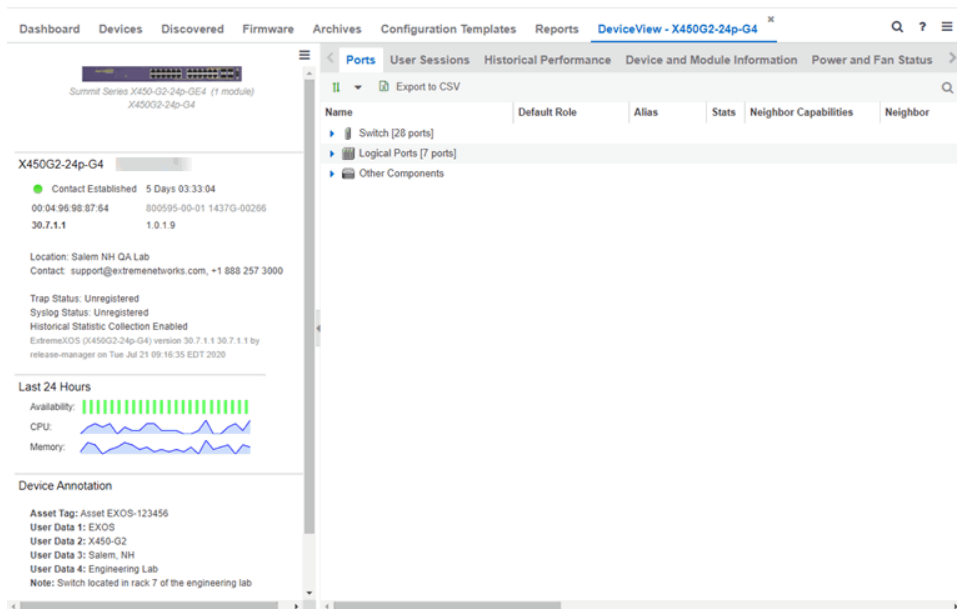 Dashboard Devices Discovered Firmware Archives Configuration Templates Reports DeviceView - X450G2-24p-G4
Summit Series X450-G2-24p-GE4 (1 module)
X450G2-24p-G4
X450G2-24p-G4
Contact Established 5 Days 03:33:04
00:04:96:98:87:64 800595-00-01 1437G-00266
30.7.1.1 1.0.1.9
Location: Salem NH QA Lab
Contact: support@extremenetworks.com, +1 888 257 3000
Trap Status: Unregistered
Syslog Status: Unregistered
Historical Statistic Collection Enabled
ExtremeXOS (X450G2-24p-G4) version 30.7.1.1 30.7.1.1 by
release-manager on Tue Jul 21 09:16:35 EDT 2020
Last 24 Hours
Availability:
CPU:
Memory:
Device Annotation
Asset Tag: Asset EXOS-123456
User Data 1: EXOS
User Data 2: X450-G2
User Data 3: Salem, NH
User Data 4: Engineering Lab
Note: Switch located in rack 7 of the engineering lab
Ports User Sessions Historical Performance Device and Module Information Power and Fan Status
Export to CSV
Name Default Role Alias Stats Neighbor Capabilities Neighbor
Switch [28 ports]
Logical Ports [7 ports]
Other Components